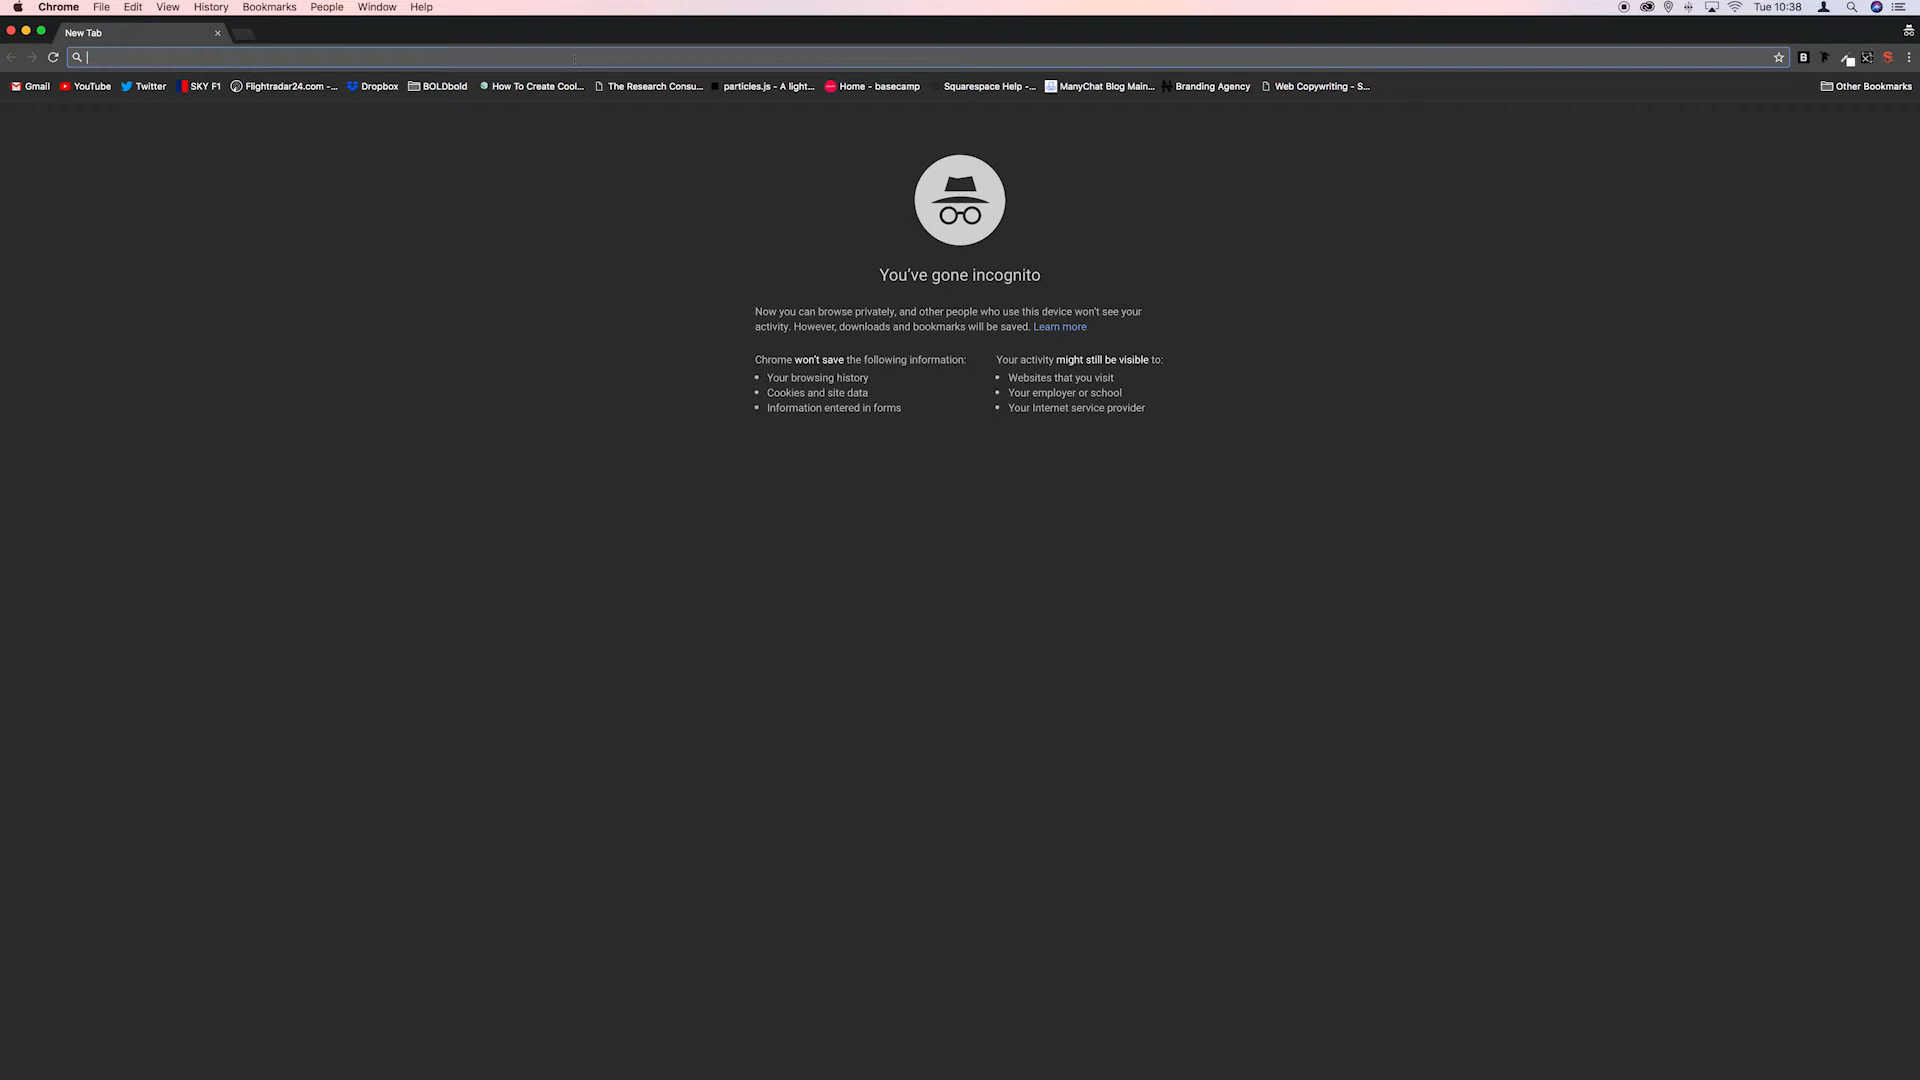 Chrome File Edit View History Bookmarks People Window Help Tue 10:38
New Tab
Gmail YouTube Twitter SKY F1 Flightradar24.com -... Dropbox BOLDbold How To Create Cool... The Research Consu... particles.js - A light... Home - basecamp Squarespace Help -... ManyChat Blog Main... Branding Agency Web Copywriting - S... Other Bookmarks
You've gone incognito
Now you can browse privately, and other people who use this device won't see your
activity. However, downloads and bookmarks will be saved. Learn more
Chrome won't save the following information:
Your browsing history
Cookies and site data
Information entered in forms
Your activity might still be visible to:
Websites that you visit
Your employer or school
Your Internet service provider